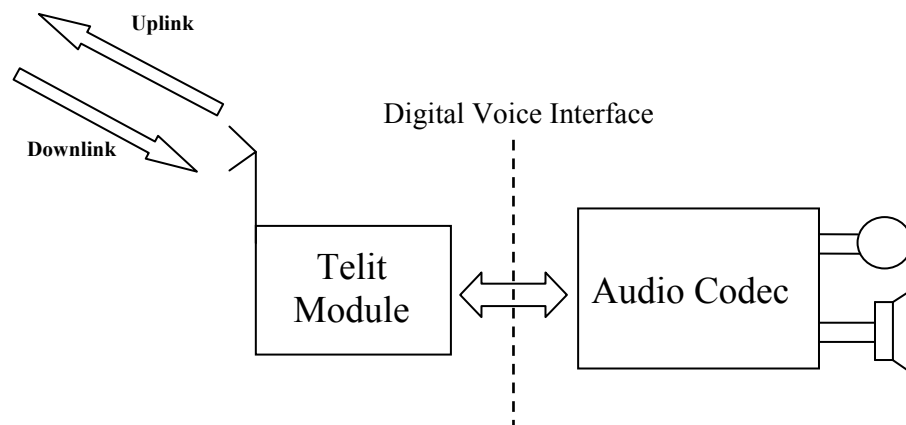 Uplink
Downlink
Digital Voice Interface
Telit
Module
Audio Codec